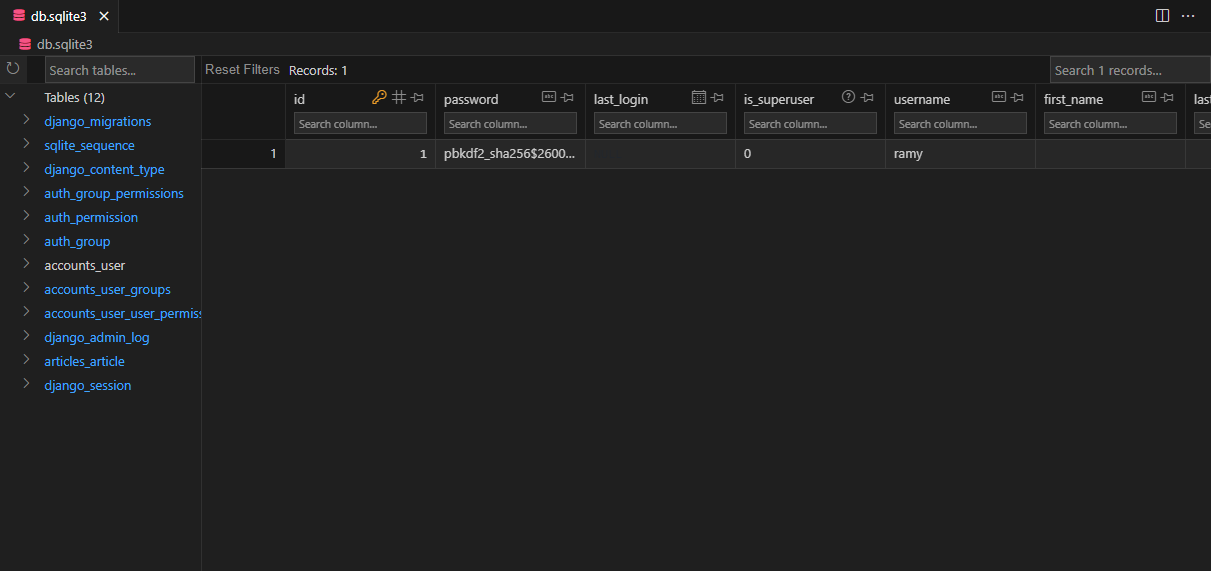 db.sqlite3
db.sqlite3
Search tables...
Reset Filters Records: 1
Search 1 records...
Tables (12)
django_migrations
sqlite_sequence
django_content_type
auth_group_permissions
auth_permission
auth_group
accounts_user
accounts_user_groups
accounts_user_user_permiss
django_admin_log
articles_article
django_session
id password last_login is_superuser username first_name last
Search column... Search column... Search column... Search column... Search column... Search column... Sea
1 1 pbkdf2_sha256$2600... 0 ramy